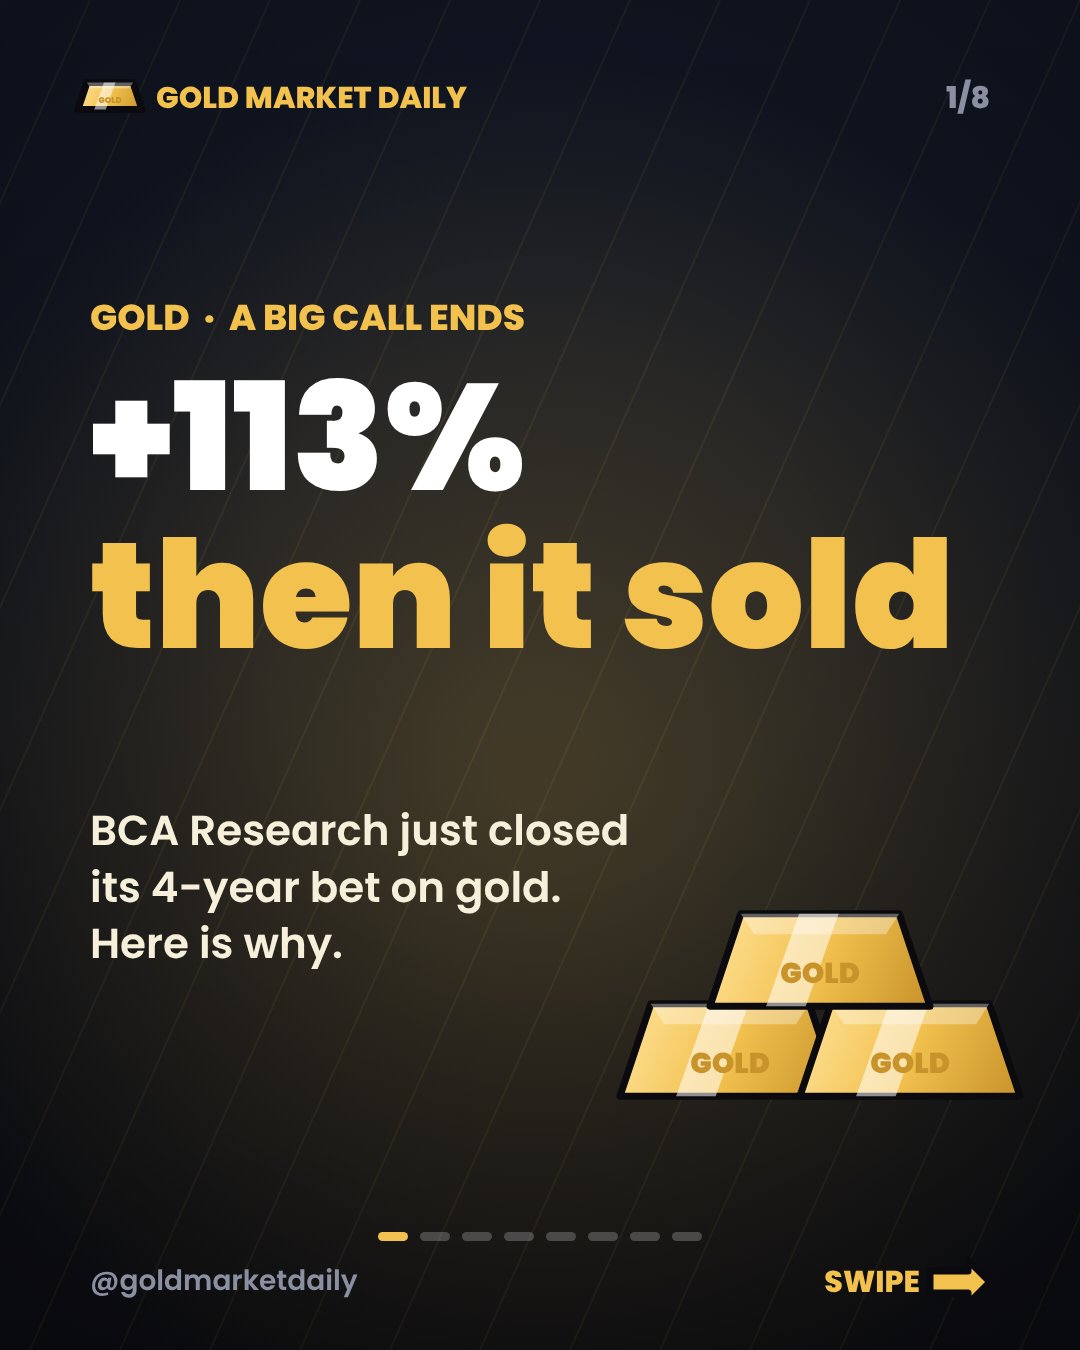 GOLD
GOLD MARKET DAILY
1/8
GOLD · A BIG CALL ENDS
+113%
then it sold
BCA Research just closed
its 4-year bet on gold.
Here is why.
GOLD
GOLD
GOLD
@goldmarketdaily
SWIPE